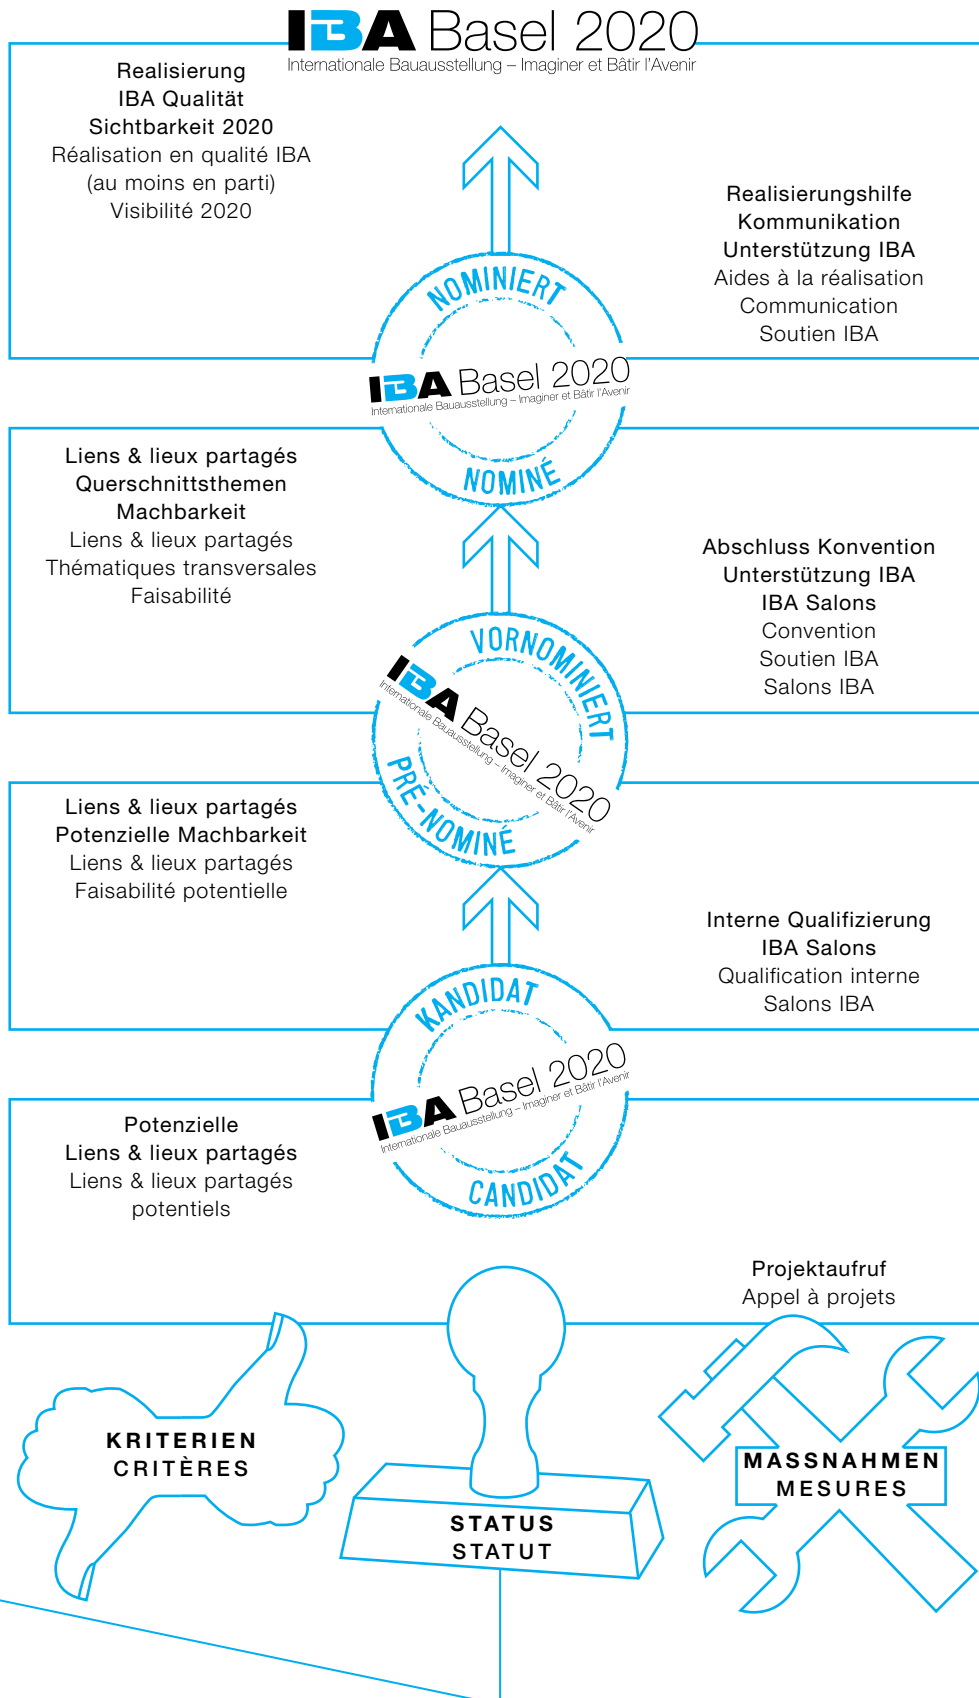 IBA Basel 2020
Internationale Bauausstellung – Imaginer et Bâtir l'Avenir
Realisierung
IBA Qualität
Sichtbarkeit 2020
Réalisation en qualité IBA
(au moins en parti)
Visibilité 2020
Realisierungshilfe
Kommunikation
Unterstützung IBA
Aides à la réalisation
Communication
Soutien IBA
NOMINIERT
IBA Basel 2020
Internationale Bauausstellung – Imaginer et Bâtir l'Avenir
NOMINÉ
Liens & lieux partagés
Querschnittsthemen
Machbarkeit
Liens & lieux partagés
Thématiques transversales
Faisabilité
Abschluss Konvention
Unterstützung IBA
IBA Salons
Convention
Soutien IBA
Salons IBA
VORNOMINIERT
IBA Basel 2020
Internationale Bauausstellung – Imaginer et Bâtir l'Avenir
PRÉ-NOMINÉ
Liens & lieux partagés
Potenzielle Machbarkeit
Liens & lieux partagés
Faisabilité potentielle
Interne Qualifizierung
IBA Salons
Qualification interne
Salons IBA
KANDIDAT
IBA Basel 2020
Internationale Bauausstellung – Imaginer et Bâtir l'Avenir
CANDIDAT
Potenzielle
Liens & lieux partagés
Liens & lieux partagés
potentiels
Projektaufruf
Appel à projets
KRITERIEN
CRITÈRES
STATUS
STATUT
MASSNAHMEN
MESURES